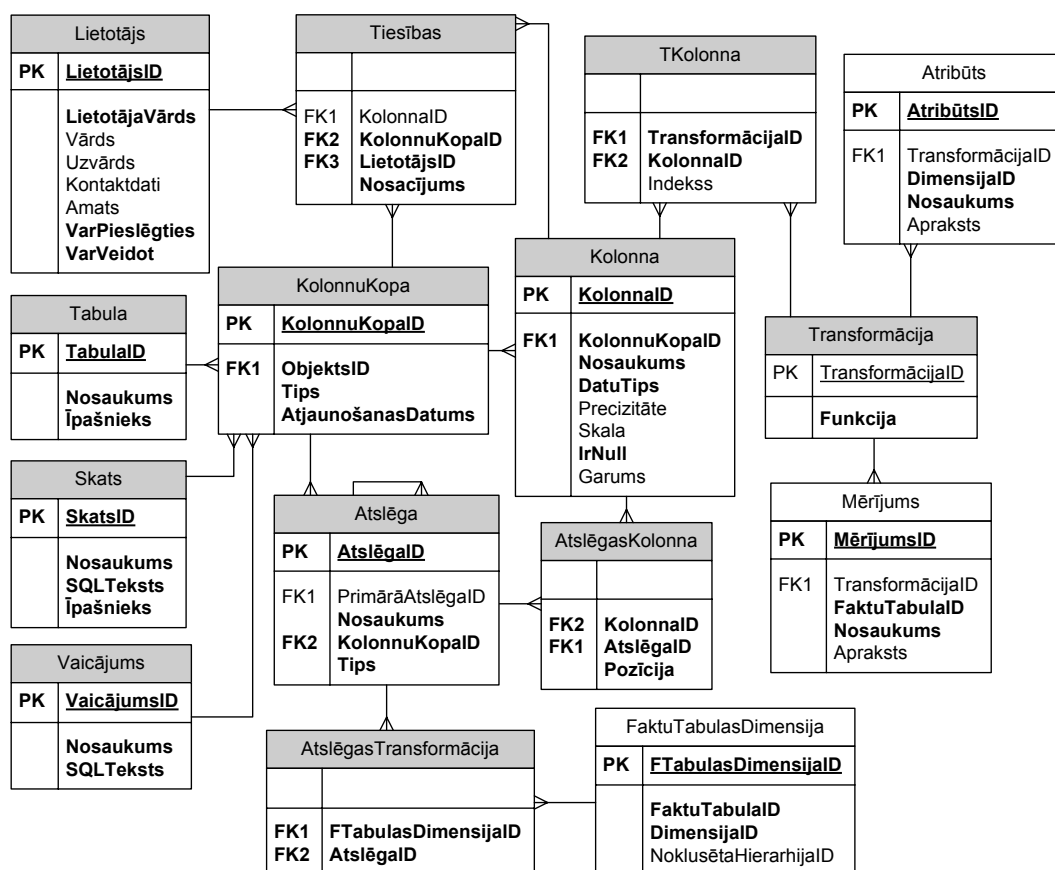 Lietotājs
PK LietotājsID
LietotājaVārds
Vārds
Uzvārds
Kontaktdati
Amats
VarPieslēgties
VarVeidot
Tiesības
FK1 KolonnaID
FK2 KolonnuKopaID
FK3 LietotājsID
Nosacījums
TKolonna
FK1 TransformācijaID
FK2 KolonnaID
Indekss
Atribūts
PK AtribūtsID
FK1 TransformācijaID
DimensijaID
Nosaukums
Apraksts
Tabula
PK TabulaID
Nosaukums
Īpašnieks
KolonnuKopa
PK KolonnuKopaID
FK1 ObjektsID
Tips
AtjaunošanasDatums
Kolonna
PK KolonnaID
FK1 KolonnuKopaID
Nosaukums
DatuTips
Precizitāte
Skala
IrNull
Garums
Transformācija
PK TransformācijaID
Funkcija
Skats
PK SkatsID
Nosaukums
SQLTeksts
Īpašnieks
Atslēga
PK AtslēgaID
FK1 PrimārāAtslēgaID
Nosaukums
FK2 KolonnuKopaID
Tips
AtslēgasKolonna
FK2 KolonnaID
FK1 AtslēgaID
Pozīcija
Mērījums
PK MērījumsID
FK1 TransformācijaID
FaktuTabulaID
Nosaukums
Apraksts
Vaicājums
PK VaicājumsID
Nosaukums
SQLTeksts
AtslēgasTransformācija
FK1 FTabulasDimensijaID
FK2 AtslēgaID
FaktuTabulasDimensija
PK FTabulasDimensijaID
FaktuTabulaID
DimensijaID
NoklusētaHierarhijaID